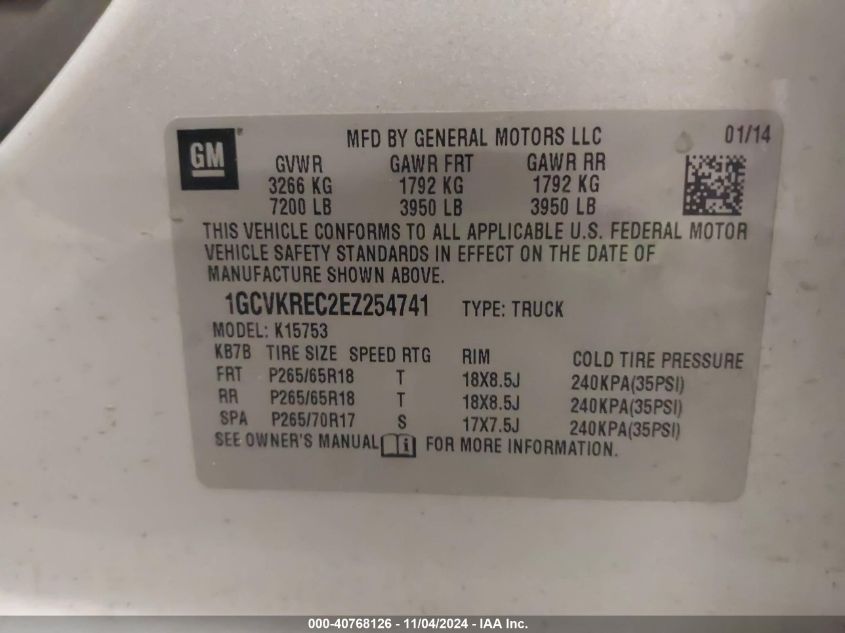 GM
MFD BY GENERAL MOTORS LLC 01/14
GVWR GAWR FRT GAWR RR
3266 KG 1792 KG 1792 KG
7200 LB 3950 LB 3950 LB
THIS VEHICLE CONFORMS TO ALL APPLICABLE U.S. FEDERAL MOTOR
VEHICLE SAFETY STANDARDS IN EFFECT ON THE DATE OF
MANUFACTURE SHOWN ABOVE.
1GCVKREC2EZ254741 TYPE: TRUCK
MODEL: K15753
KB7B TIRE SIZE SPEED RTG RIM COLD TIRE PRESSURE
FRT P265/65R18 T 18X8.5J 240KPA(35PSI)
RR P265/65R18 T 18X8.5J 240KPA(35PSI)
SPA P265/70R17 S 17X7.5J 240KPA(35PSI)
SEE OWNER'S MANUAL i FOR MORE INFORMATION.
000-40768126 - 11/04/2024 - IAA Inc.